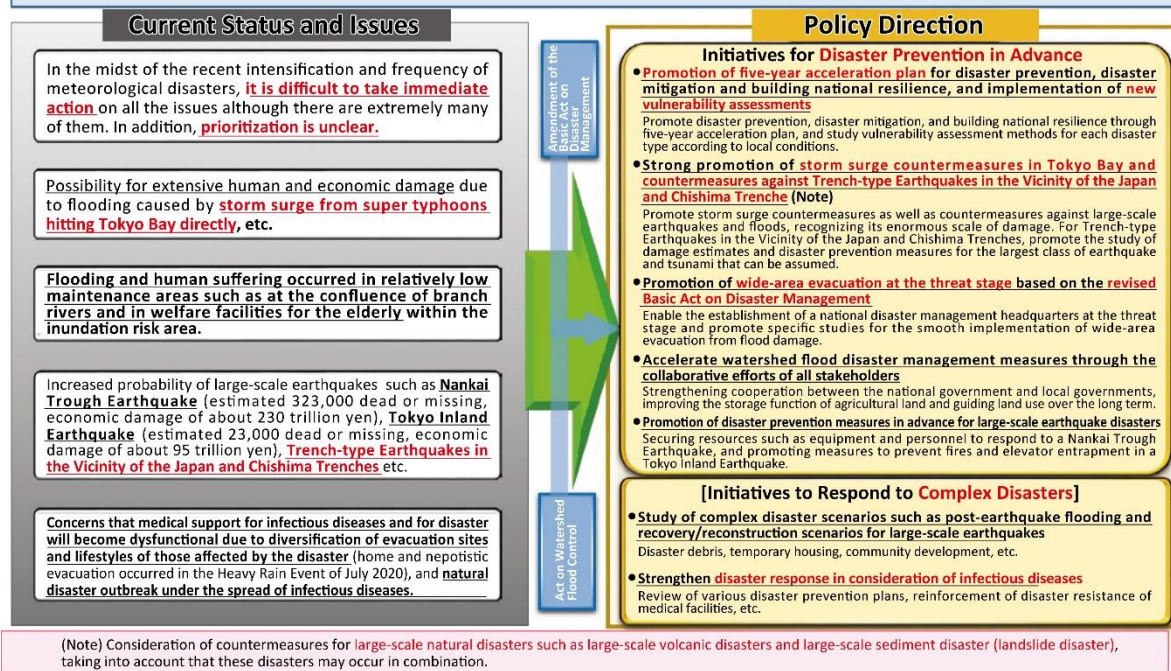 Current Status and Issues
In the midst of the recent intensification and frequency of
meteorological disasters, it is difficult to take immediate
action on all the issues although there are extremely many
of them. In addition, prioritization is unclear.
Possibility for extensive human and economic damage due
to flooding caused by storm surge from super typhoons
hitting Tokyo Bay directly, etc.
Flooding and human suffering occurred in relatively low
maintenance areas such as at the confluence of branch
rivers and in welfare facilities for the elderly within the
inundation risk area.
Increased probability of large-scale earthquakes such as Nankai
Trough Earthquake (estimated 323,000 dead or missing,
economic damage of about 230 trillion yen), Tokyo Inland
Earthquake (estimated 23,000 dead or missing, economic
damage of about 95 trillion yen), Trench-type Earthquakes in
the Vicinity of the Japan and Chishima Trenches etc.
Concerns that medical support for infectious diseases and for disaster
will become dysfunctional due to diversification of evacuation sites
and lifestyles of those affected by the disaster (home and nepotistic
evacuation occurred in the Heavy Rain Event of July 2020), and natural
disaster outbreak under the spread of infectious diseases.
Amendment of the
Basic Act on
Disaster
Management
Act on Watershed
Flood Control
Policy Direction
Initiatives for Disaster Prevention in Advance
●Promotion of five-year acceleration plan for disaster prevention, disaster
mitigation and building national resilience, and implementation of new
vulnerability assessments
Promote disaster prevention, disaster mitigation, and building national resilience through
five-year acceleration plan, and study vulnerability assessment methods for each disaster
type according to local conditions.
●Strong promotion of storm surge countermeasures in Tokyo Bay and
countermeasures against Trench-type Earthquakes in the Vicinity of the Japan
and Chishima Trenche (Note)
Promote storm surge countermeasures as well as countermeasures against large-scale
earthquakes and floods, recognizing its enormous scale of damage. For Trench-type
Earthquakes in the Vicinity of the Japan and Chishima Trenches, promote the study of
damage estimates and disaster prevention measures for the largest class of earthquake
and tsunami that can be assumed.
●Promotion of wide-area evacuation at the threat stage based on the revised
Basic Act on Disaster Management
Enable the establishment of a national disaster management headquarters at the threat
stage and promote specific studies for the smooth implementation of wide-area
evacuation from flood damage.
●Accelerate watershed flood disaster management measures through the
collaborative efforts of all stakeholders
Strengthening cooperation between the national government and local governments,
improving the storage function of agricultural land and guiding land use over the long term.
●Promotion of disaster prevention measures in advance for large-scale earthquake disasters
Securing resources such as equipment and personnel to respond to a Nankai Trough
Earthquake, and promoting measures to prevent fires and elevator entrapment in a
Tokyo Inland Earthquake.
[Initiatives to Respond to Complex Disasters]
●Study of complex disaster scenarios such as post-earthquake flooding and
recovery/reconstruction scenarios for large-scale earthquakes
Disaster debris, temporary housing, community development, etc.
●Strengthen disaster response in consideration of infectious diseases
Review of various disaster prevention plans, reinforcement of disaster resistance of
medical facilities, etc.
(Note) Consideration of countermeasures for large-scale natural disasters such as large-scale volcanic disasters and large-scale sediment disaster (landslide disaster),
taking into account that these disasters may occur in combination.